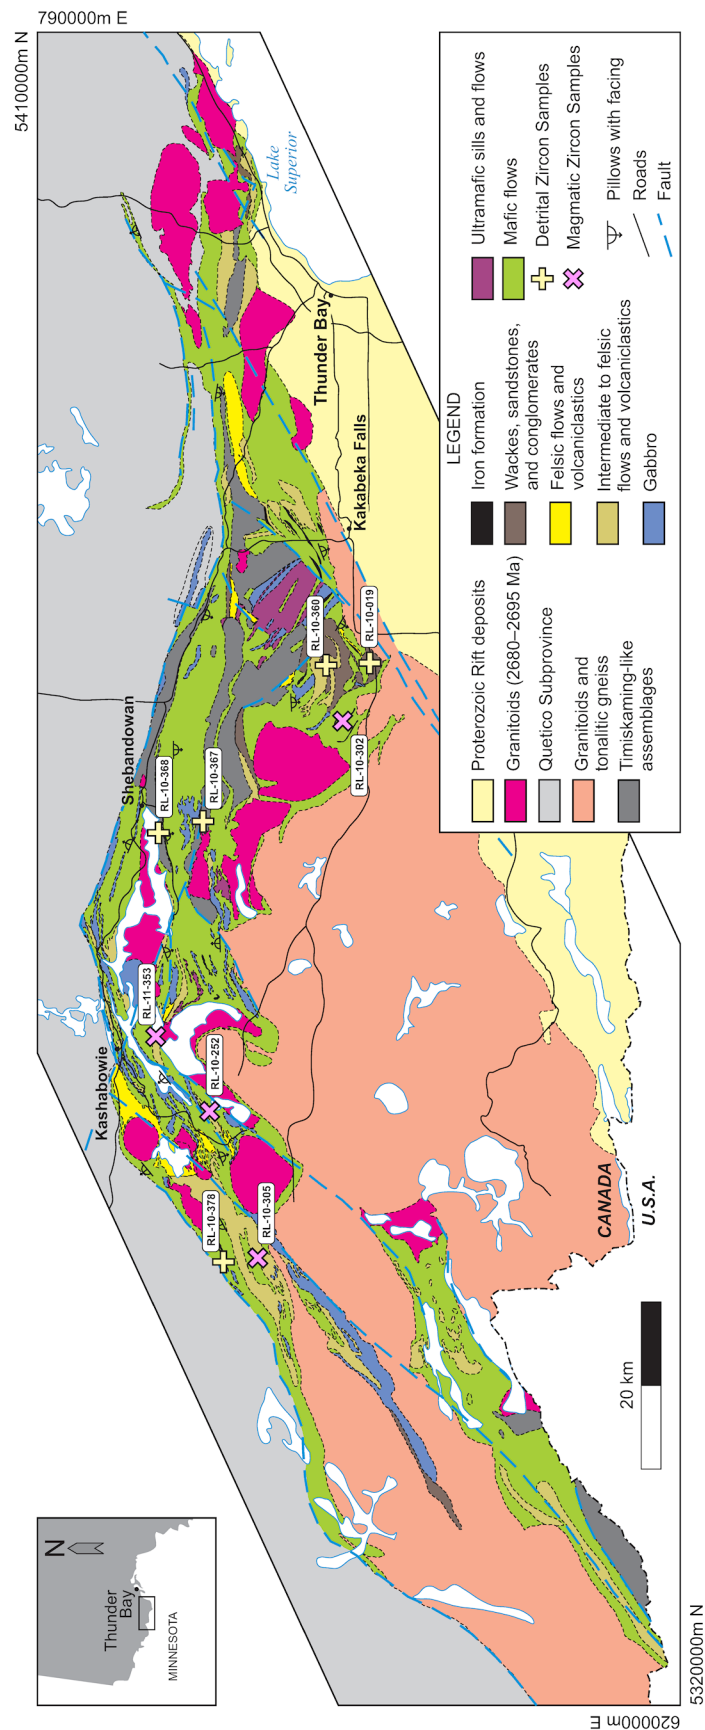 790000m E
5410000m N
Lake
Superior
Thunder Bay
Kakabeka Falls
Shebandowan
Kashabowie
RL-10-360
RL-10-019
RL-10-302
RL-10-368
RL-10-367
RL-11-353
RL-10-252
RL-10-378
RL-10-305
CANADA
U.S.A.
20 km
LEGEND
Proterozoic Rift deposits
Granitoids (2680–2695 Ma)
Quetico Subprovince
Granitoids and
tonalitic gneiss
Timiskaming-like
assemblages
Iron formation
Wackes, sandstones,
and conglomerates
Felsic flows and
volcaniclastics
Intermediate to felsic
flows and volcaniclastics
Gabbro
Ultramafic sills and flows
Mafic flows
Detrital Zircon Samples
Magmatic Zircon Samples
Pillows with facing
Roads
Fault
N
Thunder
Bay
MINNESOTA
5320000m N
6200000m E